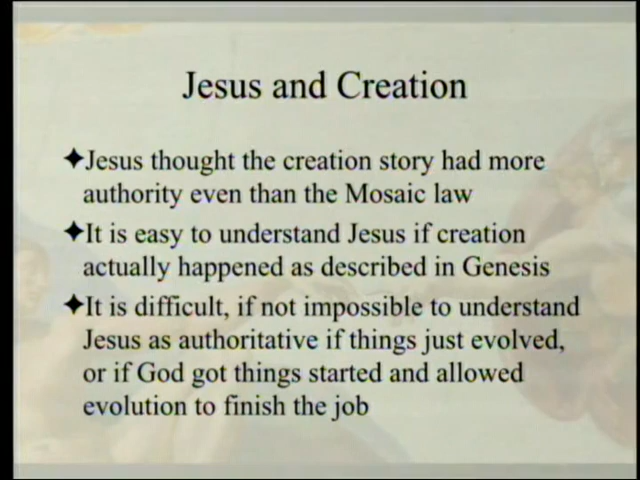 Jesus and Creation
Jesus thought the creation story had more
authority even than the Mosaic law
It is easy to understand Jesus if creation
actually happened as described in Genesis
It is difficult, if not impossible to understand
Jesus as authoritative if things just evolved,
or if God got things started and allowed
evolution to finish the job